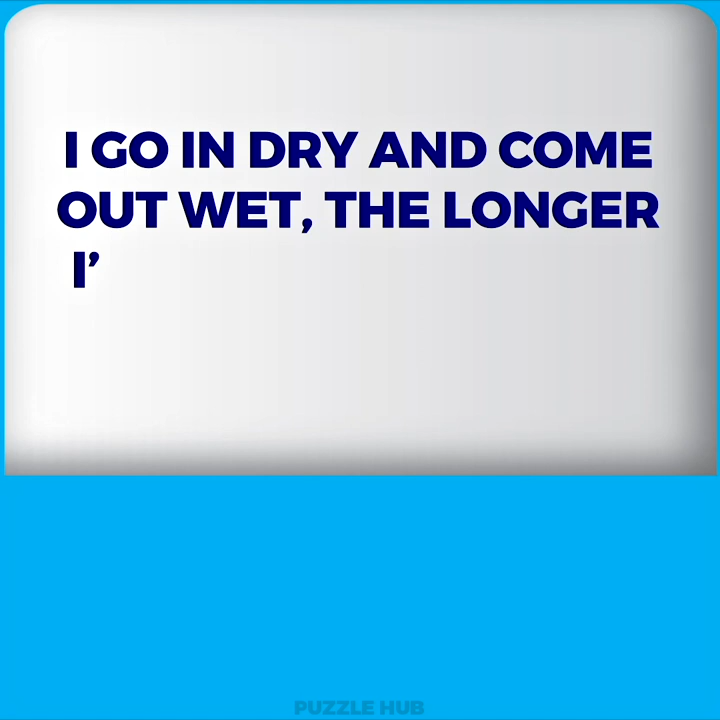 I GO IN DRY AND COME
OUT WET, THE LONGER
I’
PUZZLE HUB